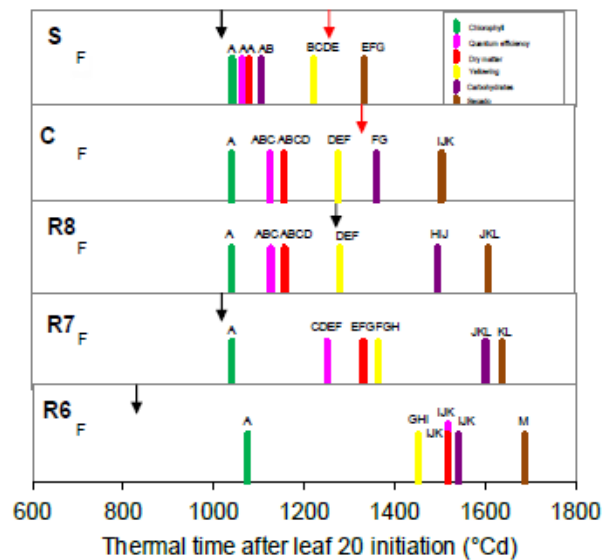 S
F
A AA AB BCDE EFG
Chlorophyll
Quantum efficiency
Dry matter
Yellowing
Carbohydrates
Secado
C
F
A ABC ABCD DEF FG IJK
R8
F
A ABC ABCD DEF HIJ JKL
R7
F
A CDEF EFG FGH JKL KL
R6
F
A GHI IJK IJK IJK M
600 800 1000 1200 1400 1600 1800
Thermal time after leaf 20 initiation (°Cd)